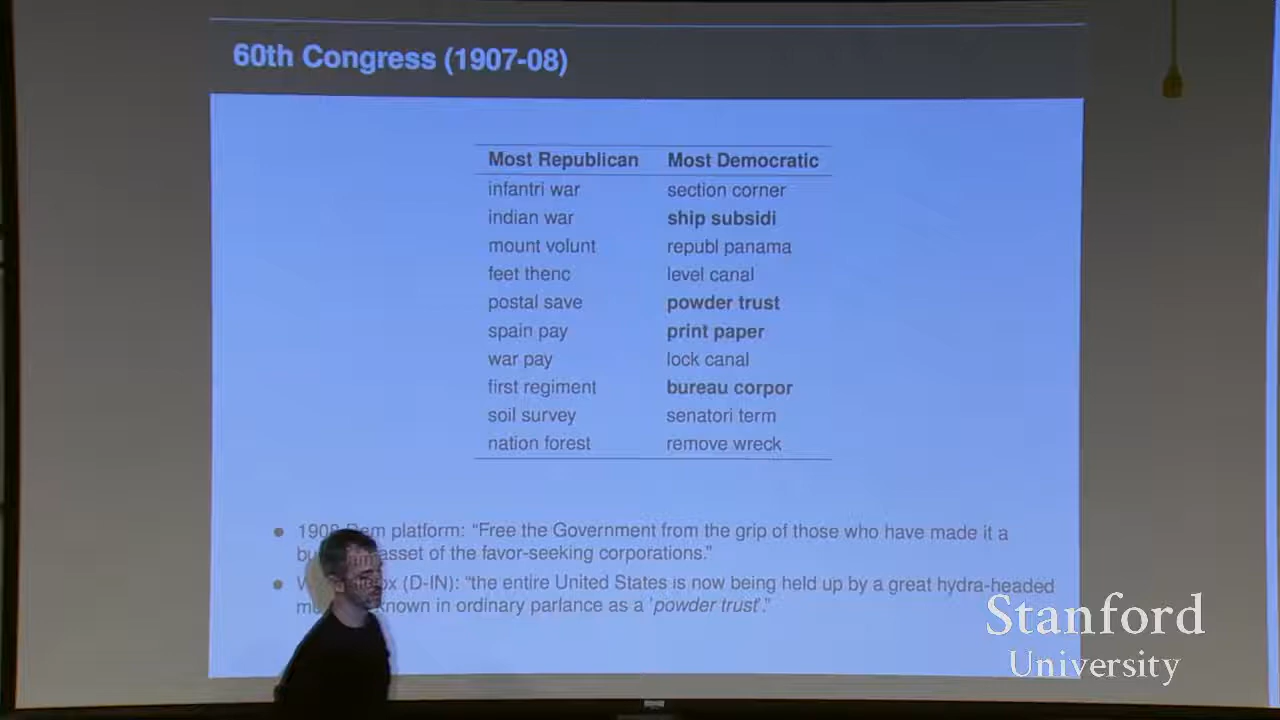 60th Congress (1907-08)
Most Republican Most Democratic
infantri war section corner
indian war ship subsidi
mount volunt republ panama
feet thenc level canal
postal save powder trust
spain pay print paper
war pay lock canal
first regiment bureau corpor
soil survey senatori term
nation forest remove wreck
platform: "Free the Government from the grip of those who have made it a
asset of the favor-seeking corporations."
(D-IN): "the entire United States is now being held up by a great hydra-headed
known in ordinary parlance as a 'powder trust'."
Stanford
University